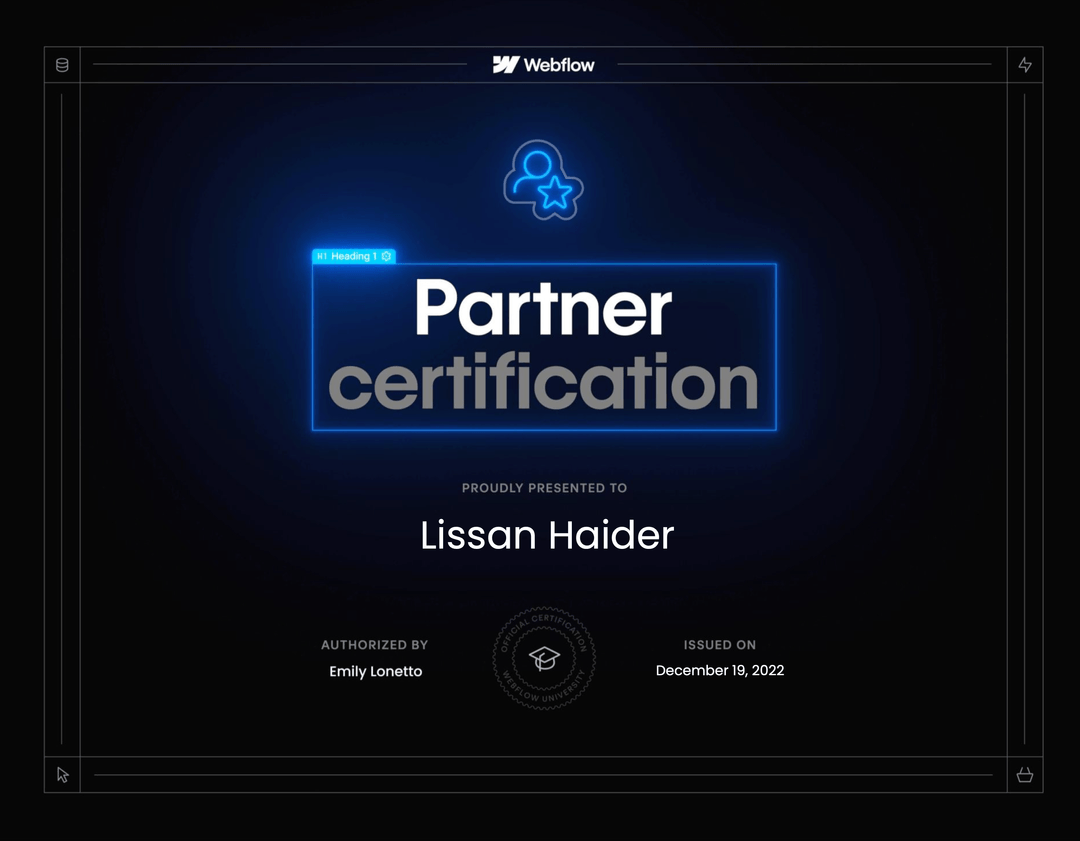 Webflow
H1 Heading 1
Partner
certification
PROUDLY PRESENTED TO
Lissan Haider
AUTHORIZED BY
Emily Lonetto
OFFICIAL CERTIFICATION
WEBFLOW UNIVERSITY
ISSUED ON
December 19, 2022